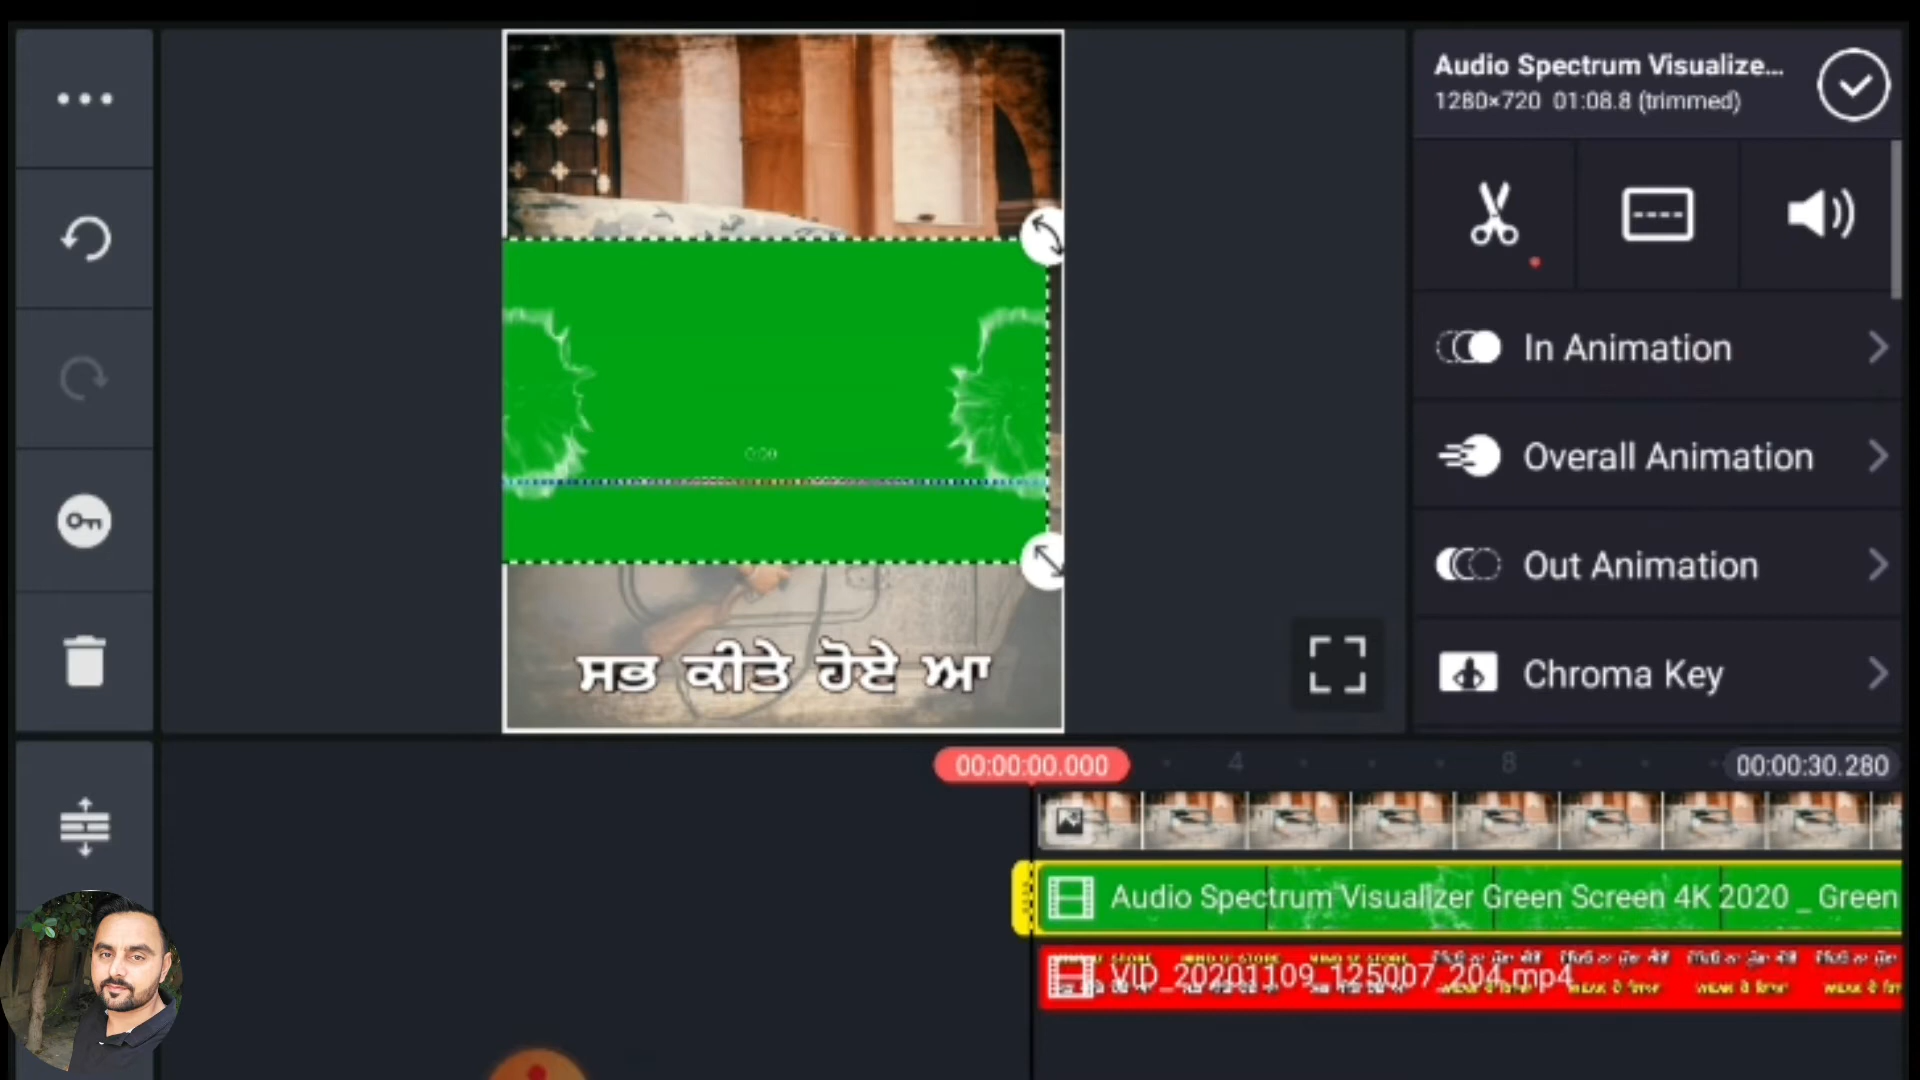 Audio Spectrum Visualize...
1280×720 01:08.8 (trimmed)
In Animation
Overall Animation
Out Animation
Chroma Key
0:00
ਸਭ ਕੀਤੇ ਹੋਏ ਆ
00:00:00.000
4
8
00:00:30.280
Audio Spectrum Visualizer Green Screen 4K 2020 _ Green
VID_20201109_125007_204.mp4